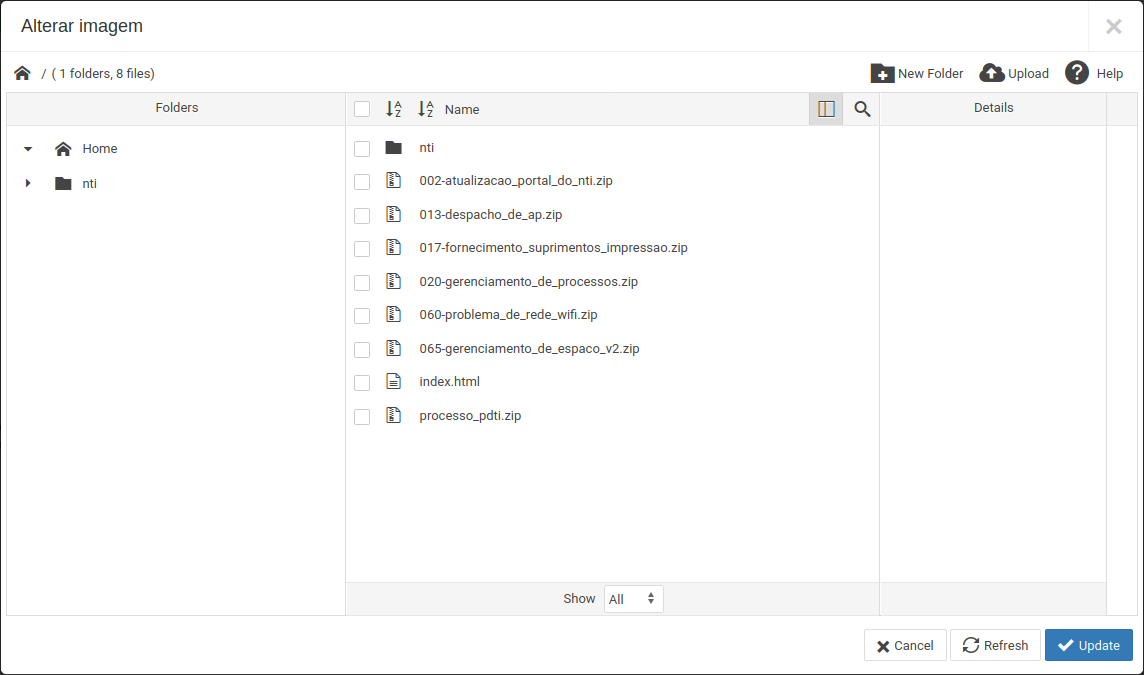 Alterar imagem
/ ( 1 folders, 8 files)
New Folder
Upload
Help
Folders
Name
Details
Home
nti
nti
002-atualizacao_portal_do_nti.zip
013-despacho_de_ap.zip
017-fornecimento_suprimentos_impressao.zip
020-gerenciamento_de_processos.zip
060-problema_de_rede_wifi.zip
065-gerenciamento_de_espaco_v2.zip
index.html
processo_pdti.zip
Show All
Cancel
Refresh
Update